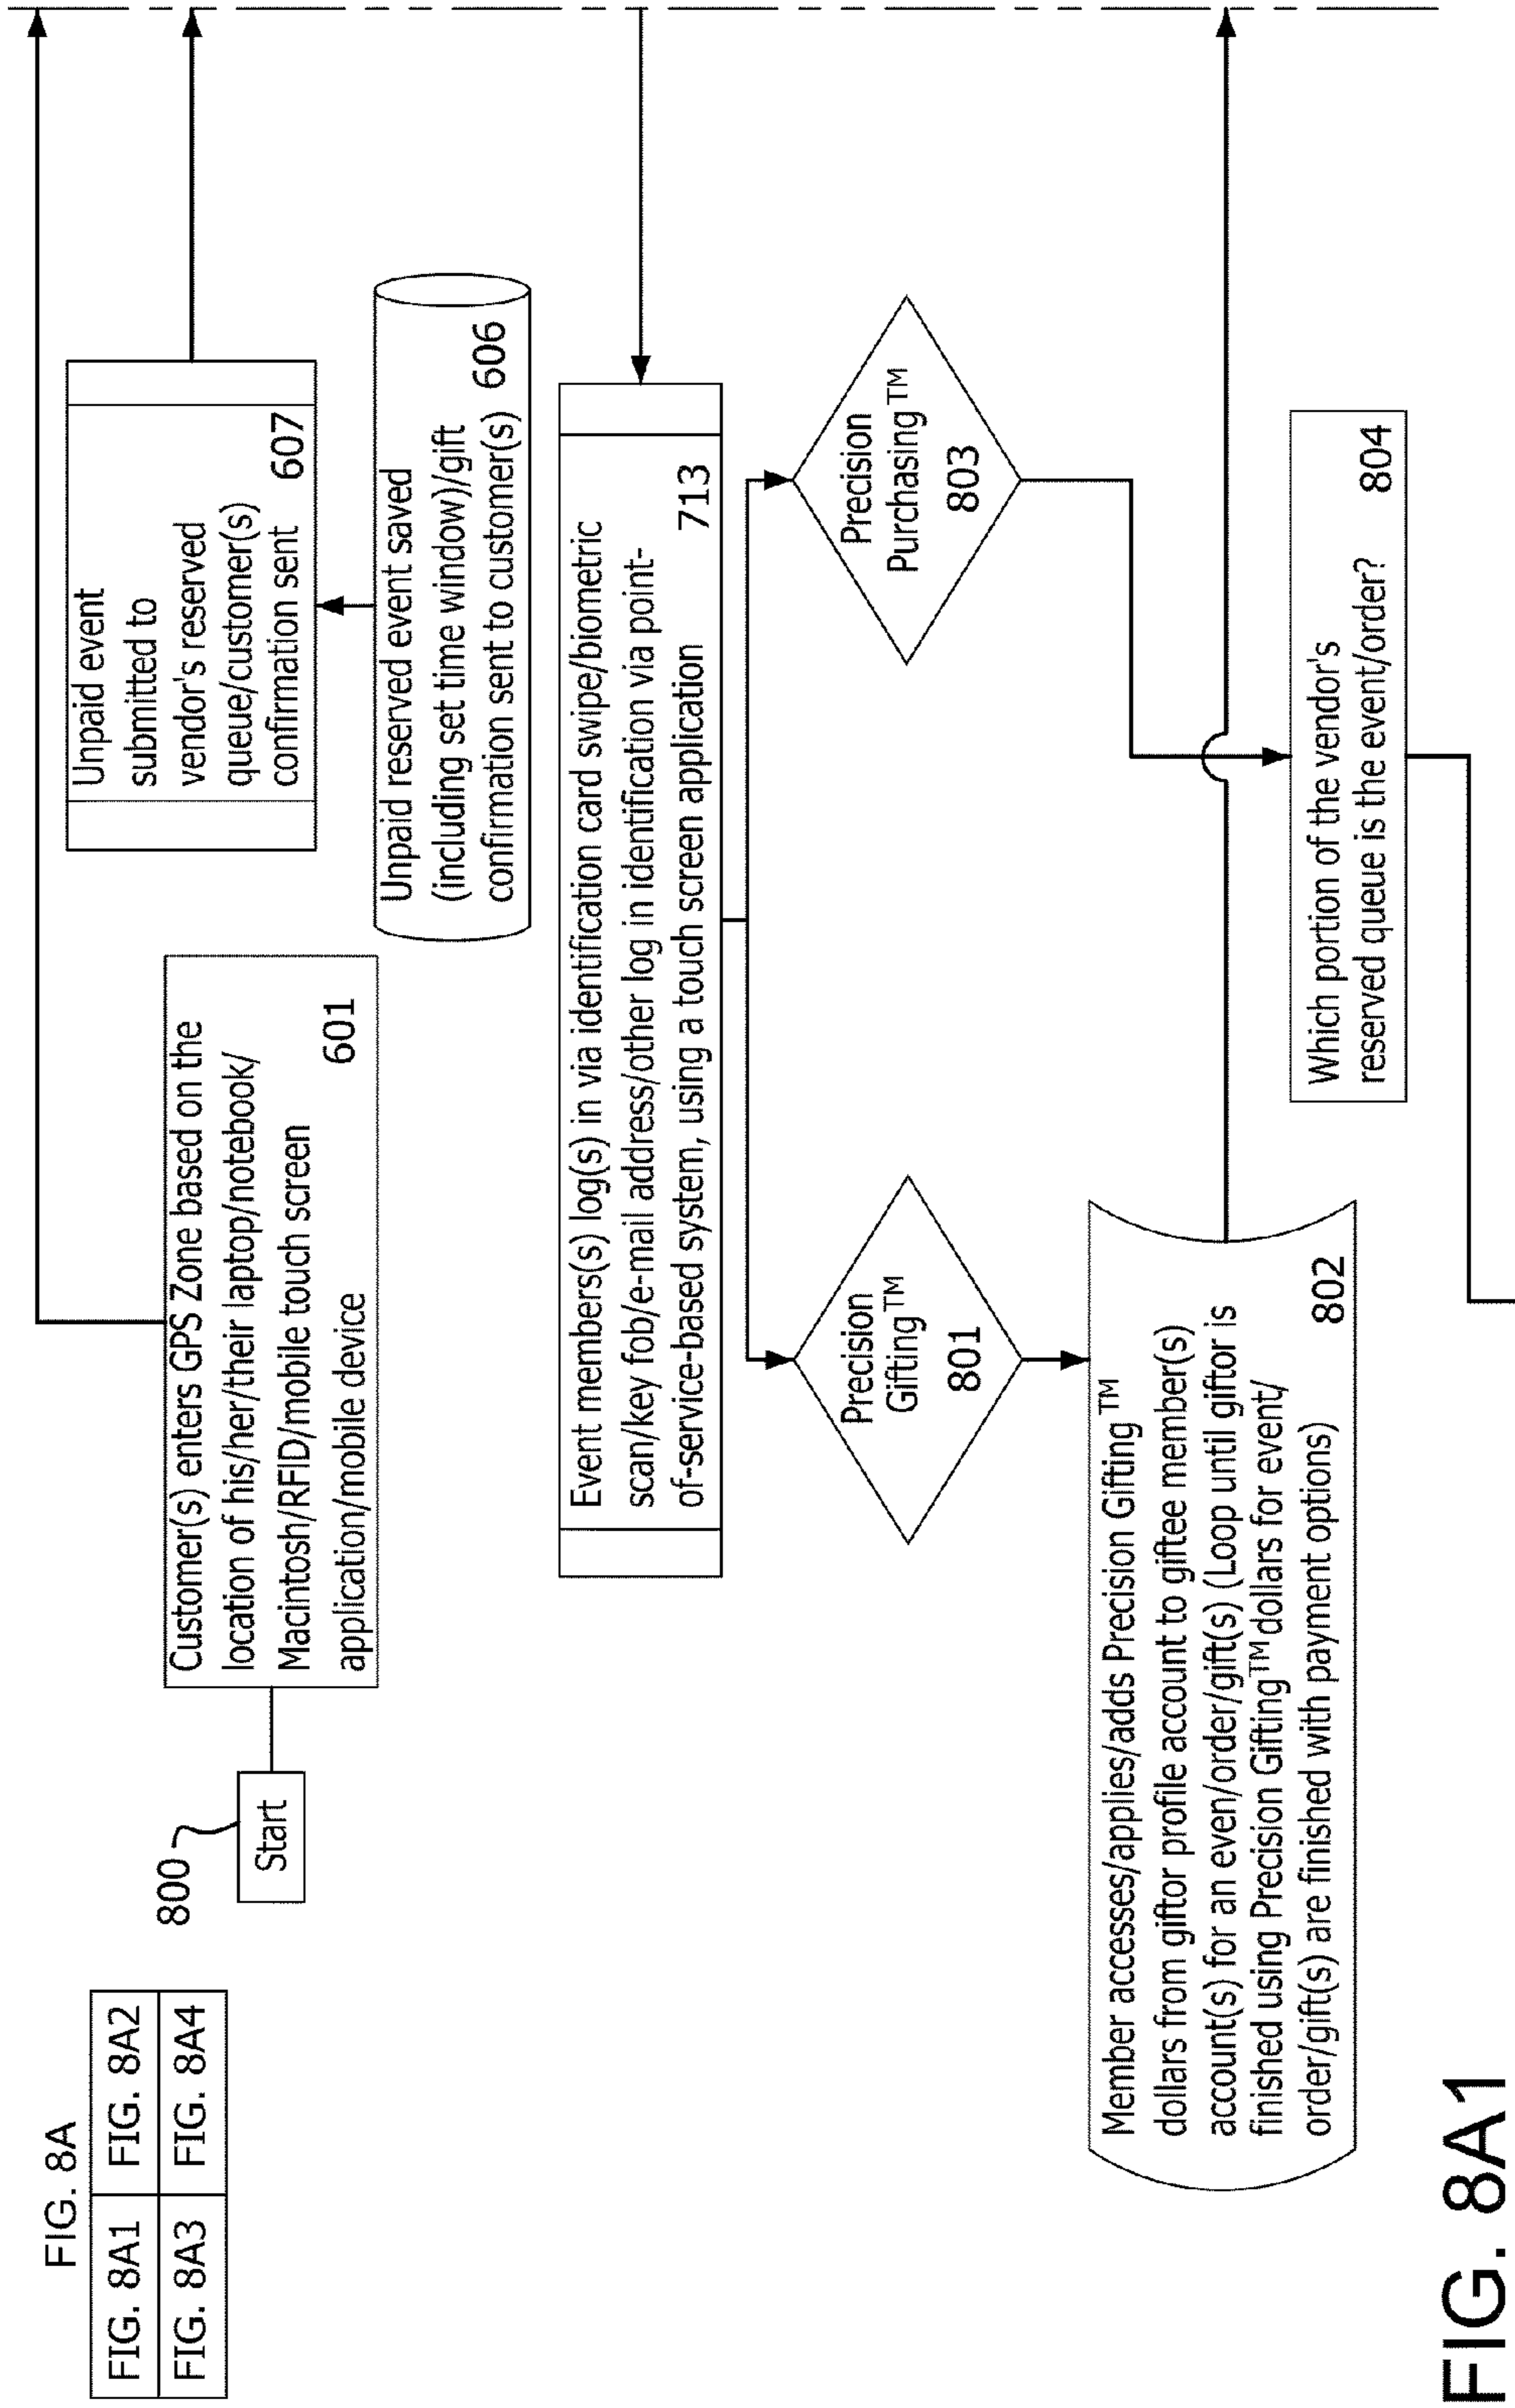 FIG. 8A
FIG. 8A1 FIG. 8A2
FIG. 8A3 FIG. 8A4
800
Start
Customer(s) enters GPS Zone based on the
location of his/her/their laptop/notebook/
Macintosh/RFID/mobile touch screen
application/mobile device 601
Unpaid event
submitted to
vendor's reserved
queue/customer(s) 607
confirmation sent
Unpaid reserved event saved
(including set time window)/gift
confirmation sent to customer(s) 606
Event members(s) log(s) in via identification card swipe/biometric
scan/key fob/e-mail address/other log in identification via point-
of-service-based system, using a touch screen application 713
Precision
Gifting™
801
Precision
Purchasing™
803
Member accesses/applies/adds Precision Gifting™
dollars from giftor profile account to giftee member(s)
account(s) for an even/order/gift(s) (Loop until giftor is
finished using Precision Gifting™ dollars for event/
order/gift(s) are finished with payment options) 802
Which portion of the vendor's
reserved queue is the event/order? 804
FIG. 8A1